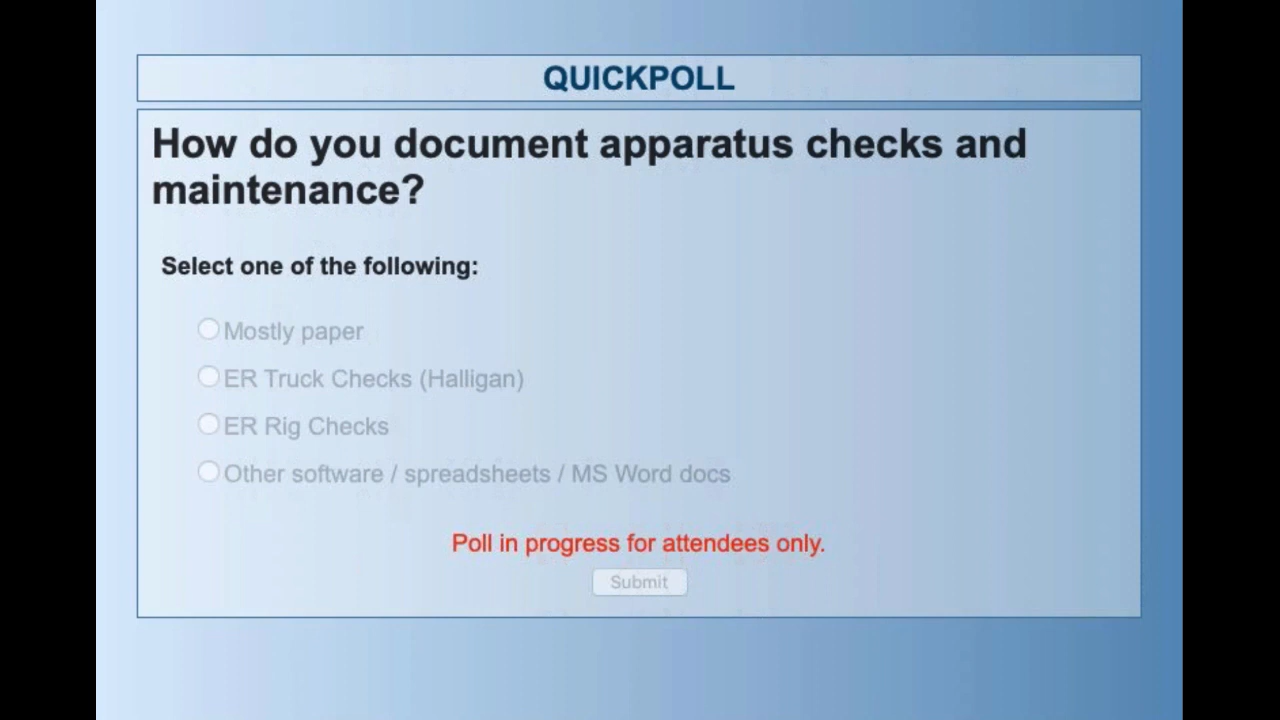 QUICKPOLL
How do you document apparatus checks and
maintenance?
Select one of the following:
Mostly paper
ER Truck Checks (Halligan)
ER Rig Checks
Other software / spreadsheets / MS Word docs
Poll in progress for attendees only.
Submit